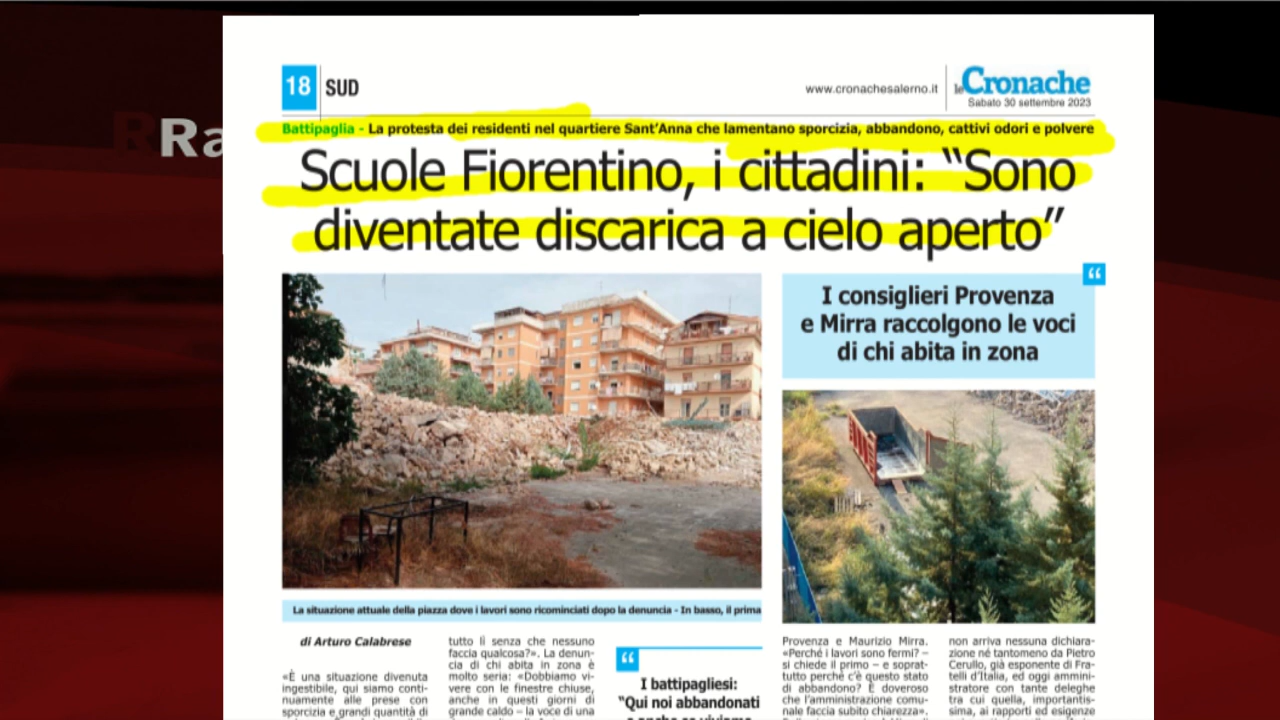 RRa
18 SUD
www.cronachesalerno.it
le Cronache
Sabato 30 settembre 2023
Battipaglia - La protesta dei residenti nel quartiere Sant'Anna che lamentano sporcizia, abbandono, cattivi odori e polvere
Scuole Fiorentino, i cittadini: “Sono
diventate discarica a cielo aperto”
“
I consiglieri Provenza
e Mirra raccolgono le voci
di chi abita in zona
La situazione attuale della piazza dove i lavori sono ricominciati dopo la denuncia - In basso, il prima
di Arturo Calabrese
«È una situazione divenuta
ingestibile, qui siamo conti-
nuamente alle prese con
sporcizia e grandi quantità di
tutto lì senza che nessuno
faccia qualcosa?». La denun-
cia di chi abita in zona è
molto seria: «Dobbiamo vi-
vere con le finestre chiuse,
anche in questi giorni di
grande caldo – la voce di una
“
I battipagliesi:
“Qui noi abbandonati
Provenza e Maurizio Mirra.
«Perché i lavori sono fermi? –
si chiede il primo – e soprat-
tutto perché c'è questo stato
di abbandono? È doveroso
che l'amministrazione comu-
nale faccia subito chiarezza».
non arriva nessuna dichiara-
zione né tantomeno da Pietro
Cerullo, già esponente di Fra-
telli d'Italia, ed oggi ammini-
stratore con tante deleghe
tra cui quella, importantis-
sima, ai rapporti ed esigenze